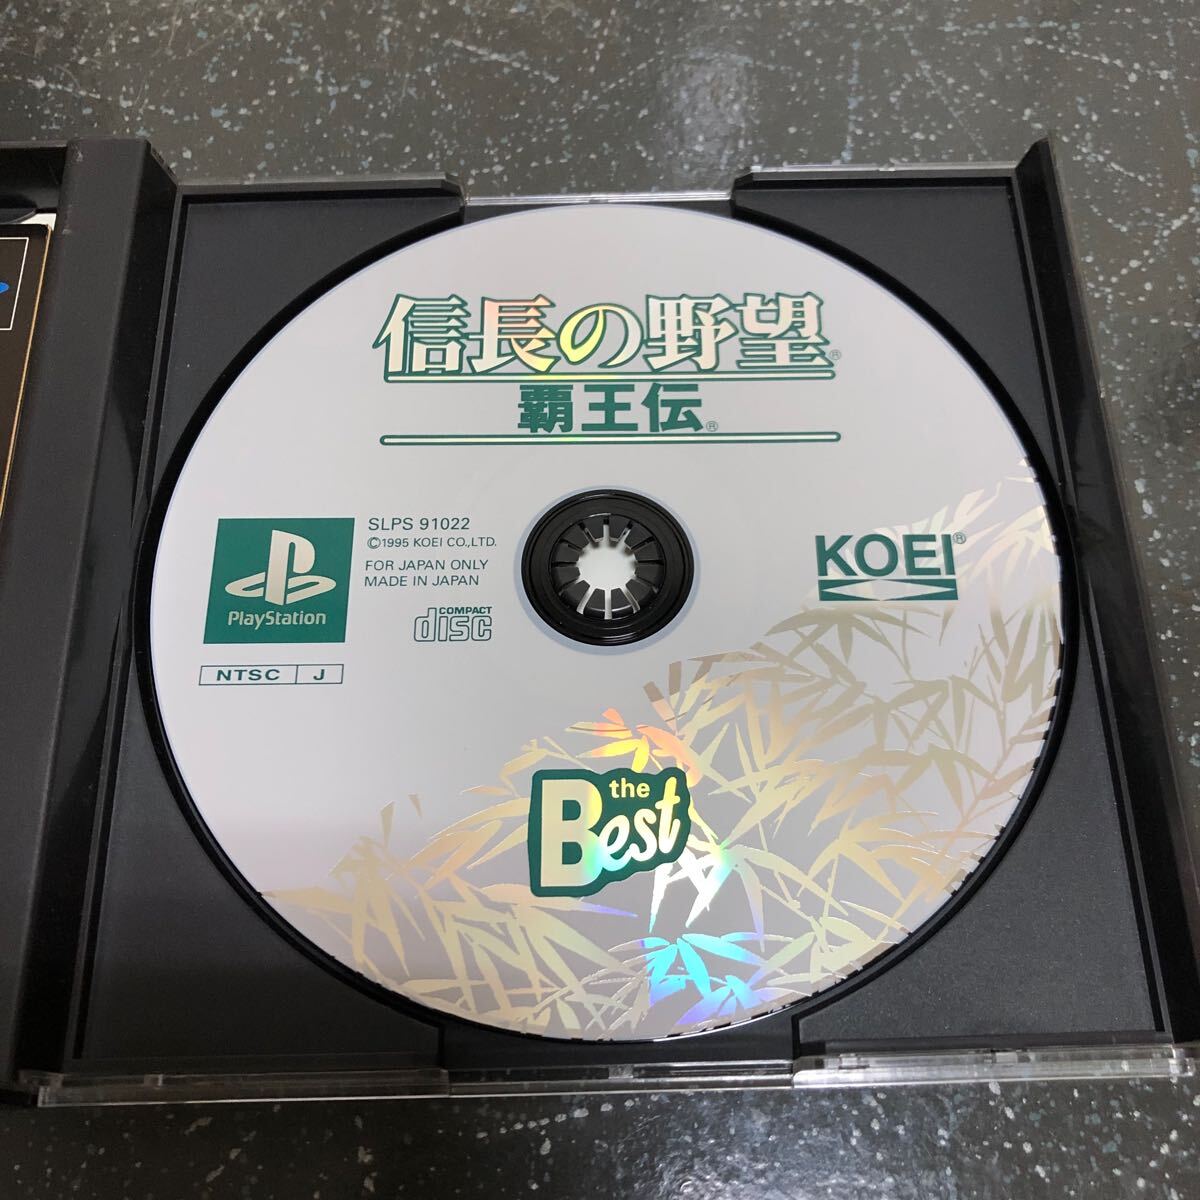 信長の野望®
覇王伝®
SLPS 91022
©1995 KOEI CO.,LTD.
FOR JAPAN ONLY
MADE IN JAPAN
PlayStation
COMPACT
disc
NTSC J
KOEI®
the
Best